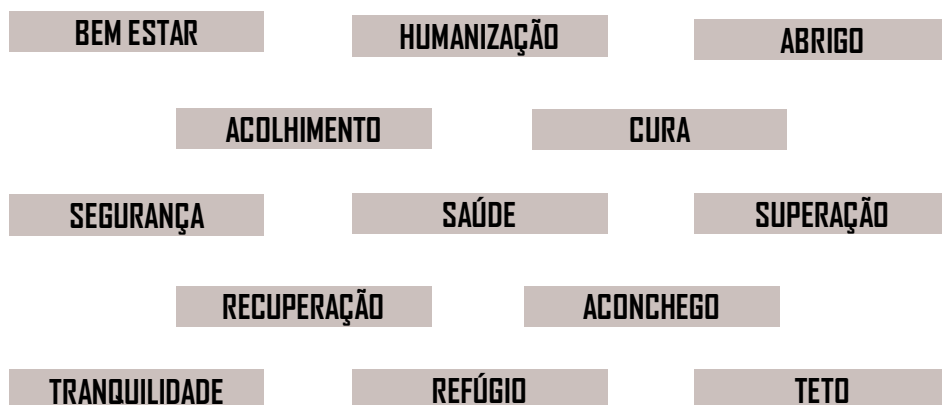 BEM ESTAR HUMANIZAÇÃO ABRIGO
ACOLHIMENTO CURA
SEGURANÇA SAÚDE SUPERAÇÃO
RECUPERAÇÃO ACONCHEGO
TRANQUILIDADE REFÚGIO TETO